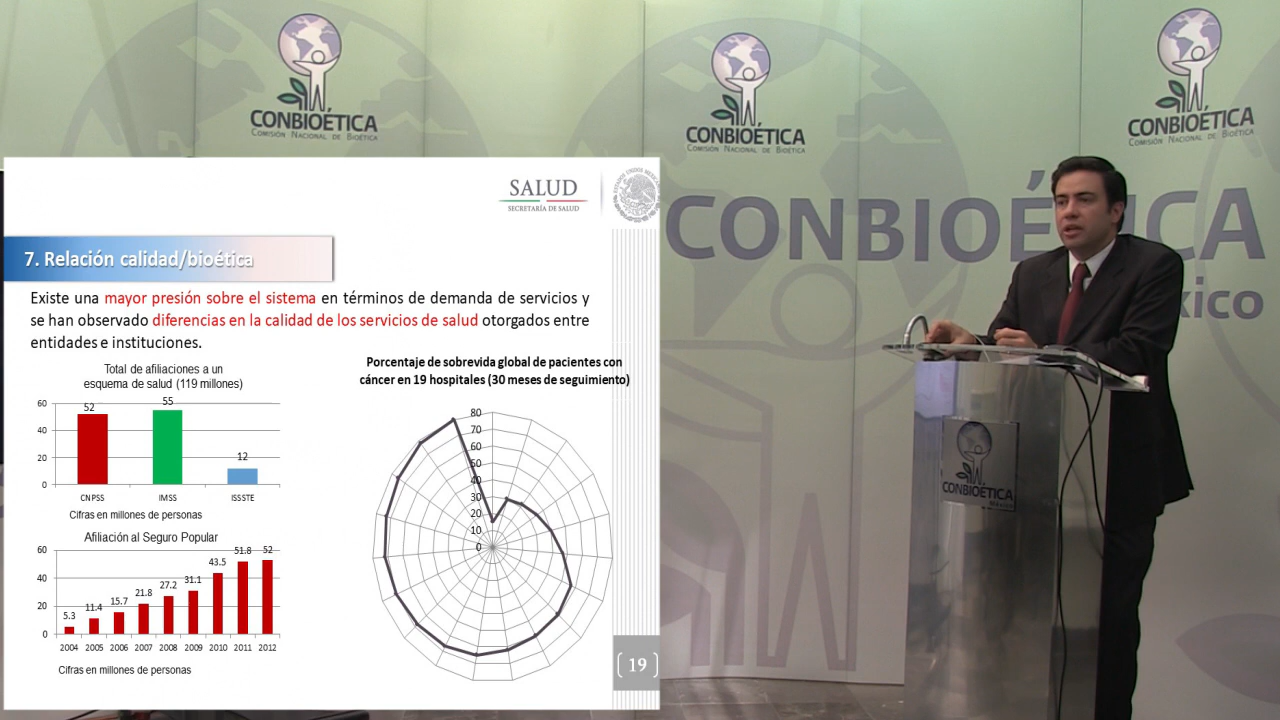 CONBIOÉTICA
COMISIÓN NACIONAL DE BIOÉTICA
CONBIOÉTICA
COMISIÓN NACIONAL DE BIOÉTICA
CONBIOÉTICA
COMISIÓN NACIONAL DE BIOÉTICA
SALUD
SECRETARÍA DE SALUD
7. Relación calidad/bioética
Existe una mayor presión sobre el sistema en términos de demanda de servicios y
se han observado diferencias en la calidad de los servicios de salud otorgados entre
entidades e instituciones.
Total de afiliaciones a un
esquema de salud (119 millones)
60
40
20
0
52
55
12
CNPSS IMSS ISSSTE
Cifras en millones de personas
Afiliación al Seguro Popular
60
40
20
0
5.3 11.4 15.7 21.8 27.2 31.1 43.5 51.8 52
2004 2005 2006 2007 2008 2009 2010 2011 2012
Cifras en millones de personas
Porcentaje de sobrevida global de pacientes con
cáncer en 19 hospitales (30 meses de seguimiento)
80
70
60
50
40
30
20
10
0
19
CONBIOÉ ICA
xico
CONBIOÉTICA
México